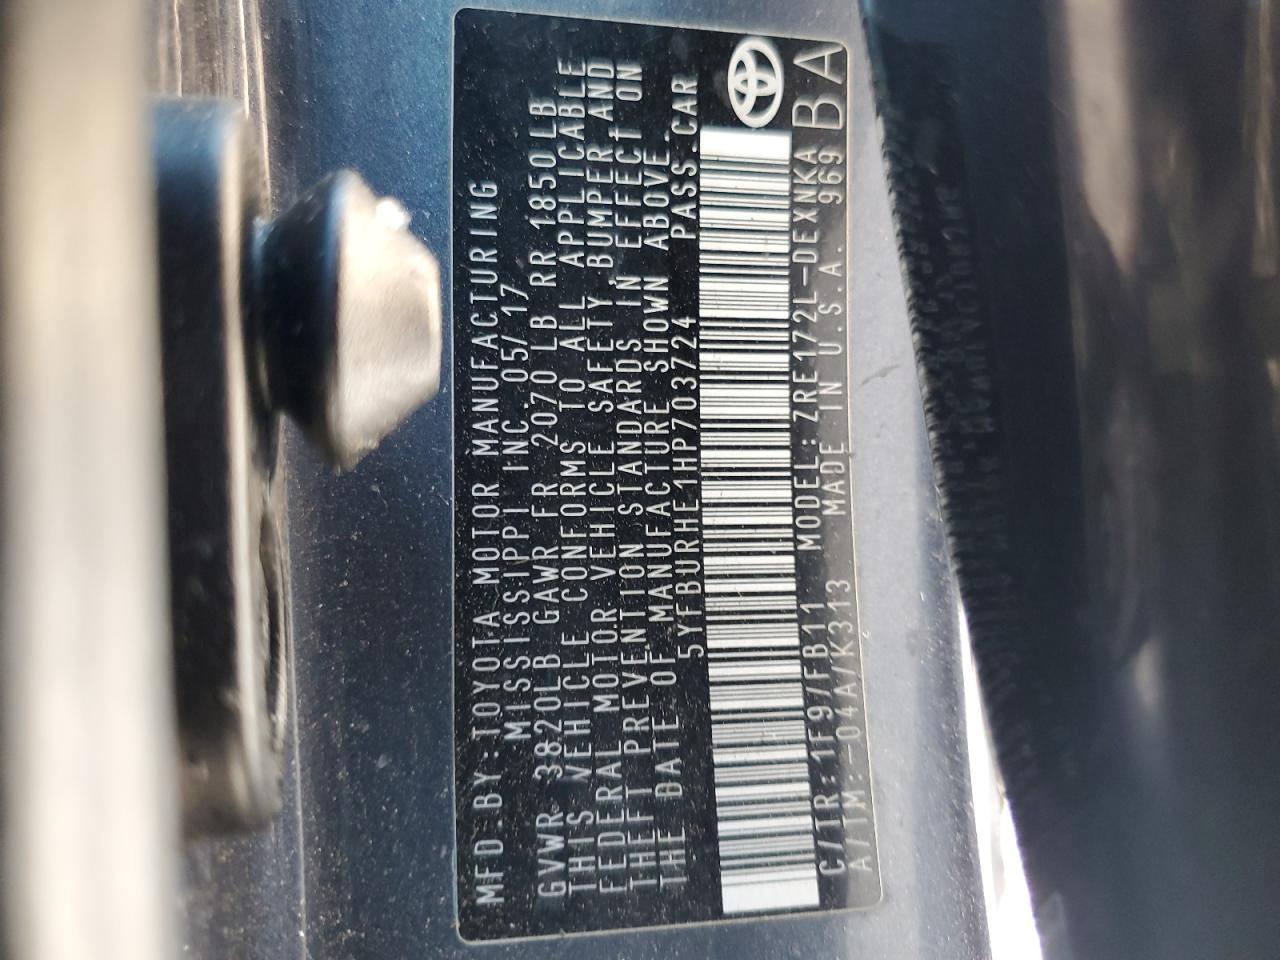 MFD.BY:TOYOTA MOTOR MANUFACTURING
MISSISSIPPI INC. 05/17
GVWR 3820LB GAWR FR 2070 LB RR 1850 LB
THIS VEHICLE CONFORMS TO ALL APPLICABLE
FEDERAL MOTOR VEHICLE SAFETY, BUMPER AND
THEFT PREVENTION STANDARDS IN EFFECT ON
THE DATE OF MANUFACTURE SHOWN ABOVE.
5YFBURHE1HP703724 PASS.CAR
C/TR:1F9/FB11 MODEL:ZRE172L-DEXNKA
A/TM:-04A/K313 MADE IN U.S.A. 969 BA